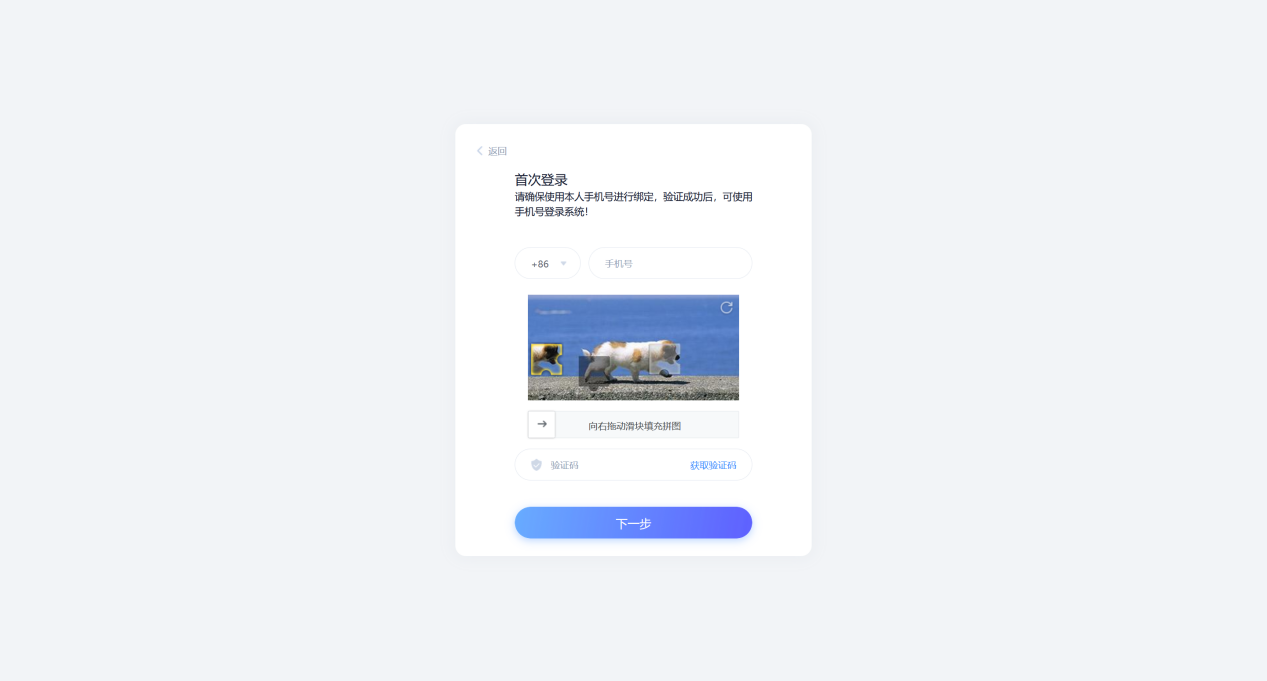 返回
首次登录
请确保使用本人手机号进行绑定，验证成功后，可使用
手机号登录系统！
+86
手机号
向右拖动滑块填充拼图
验证码
获取验证码
下一步